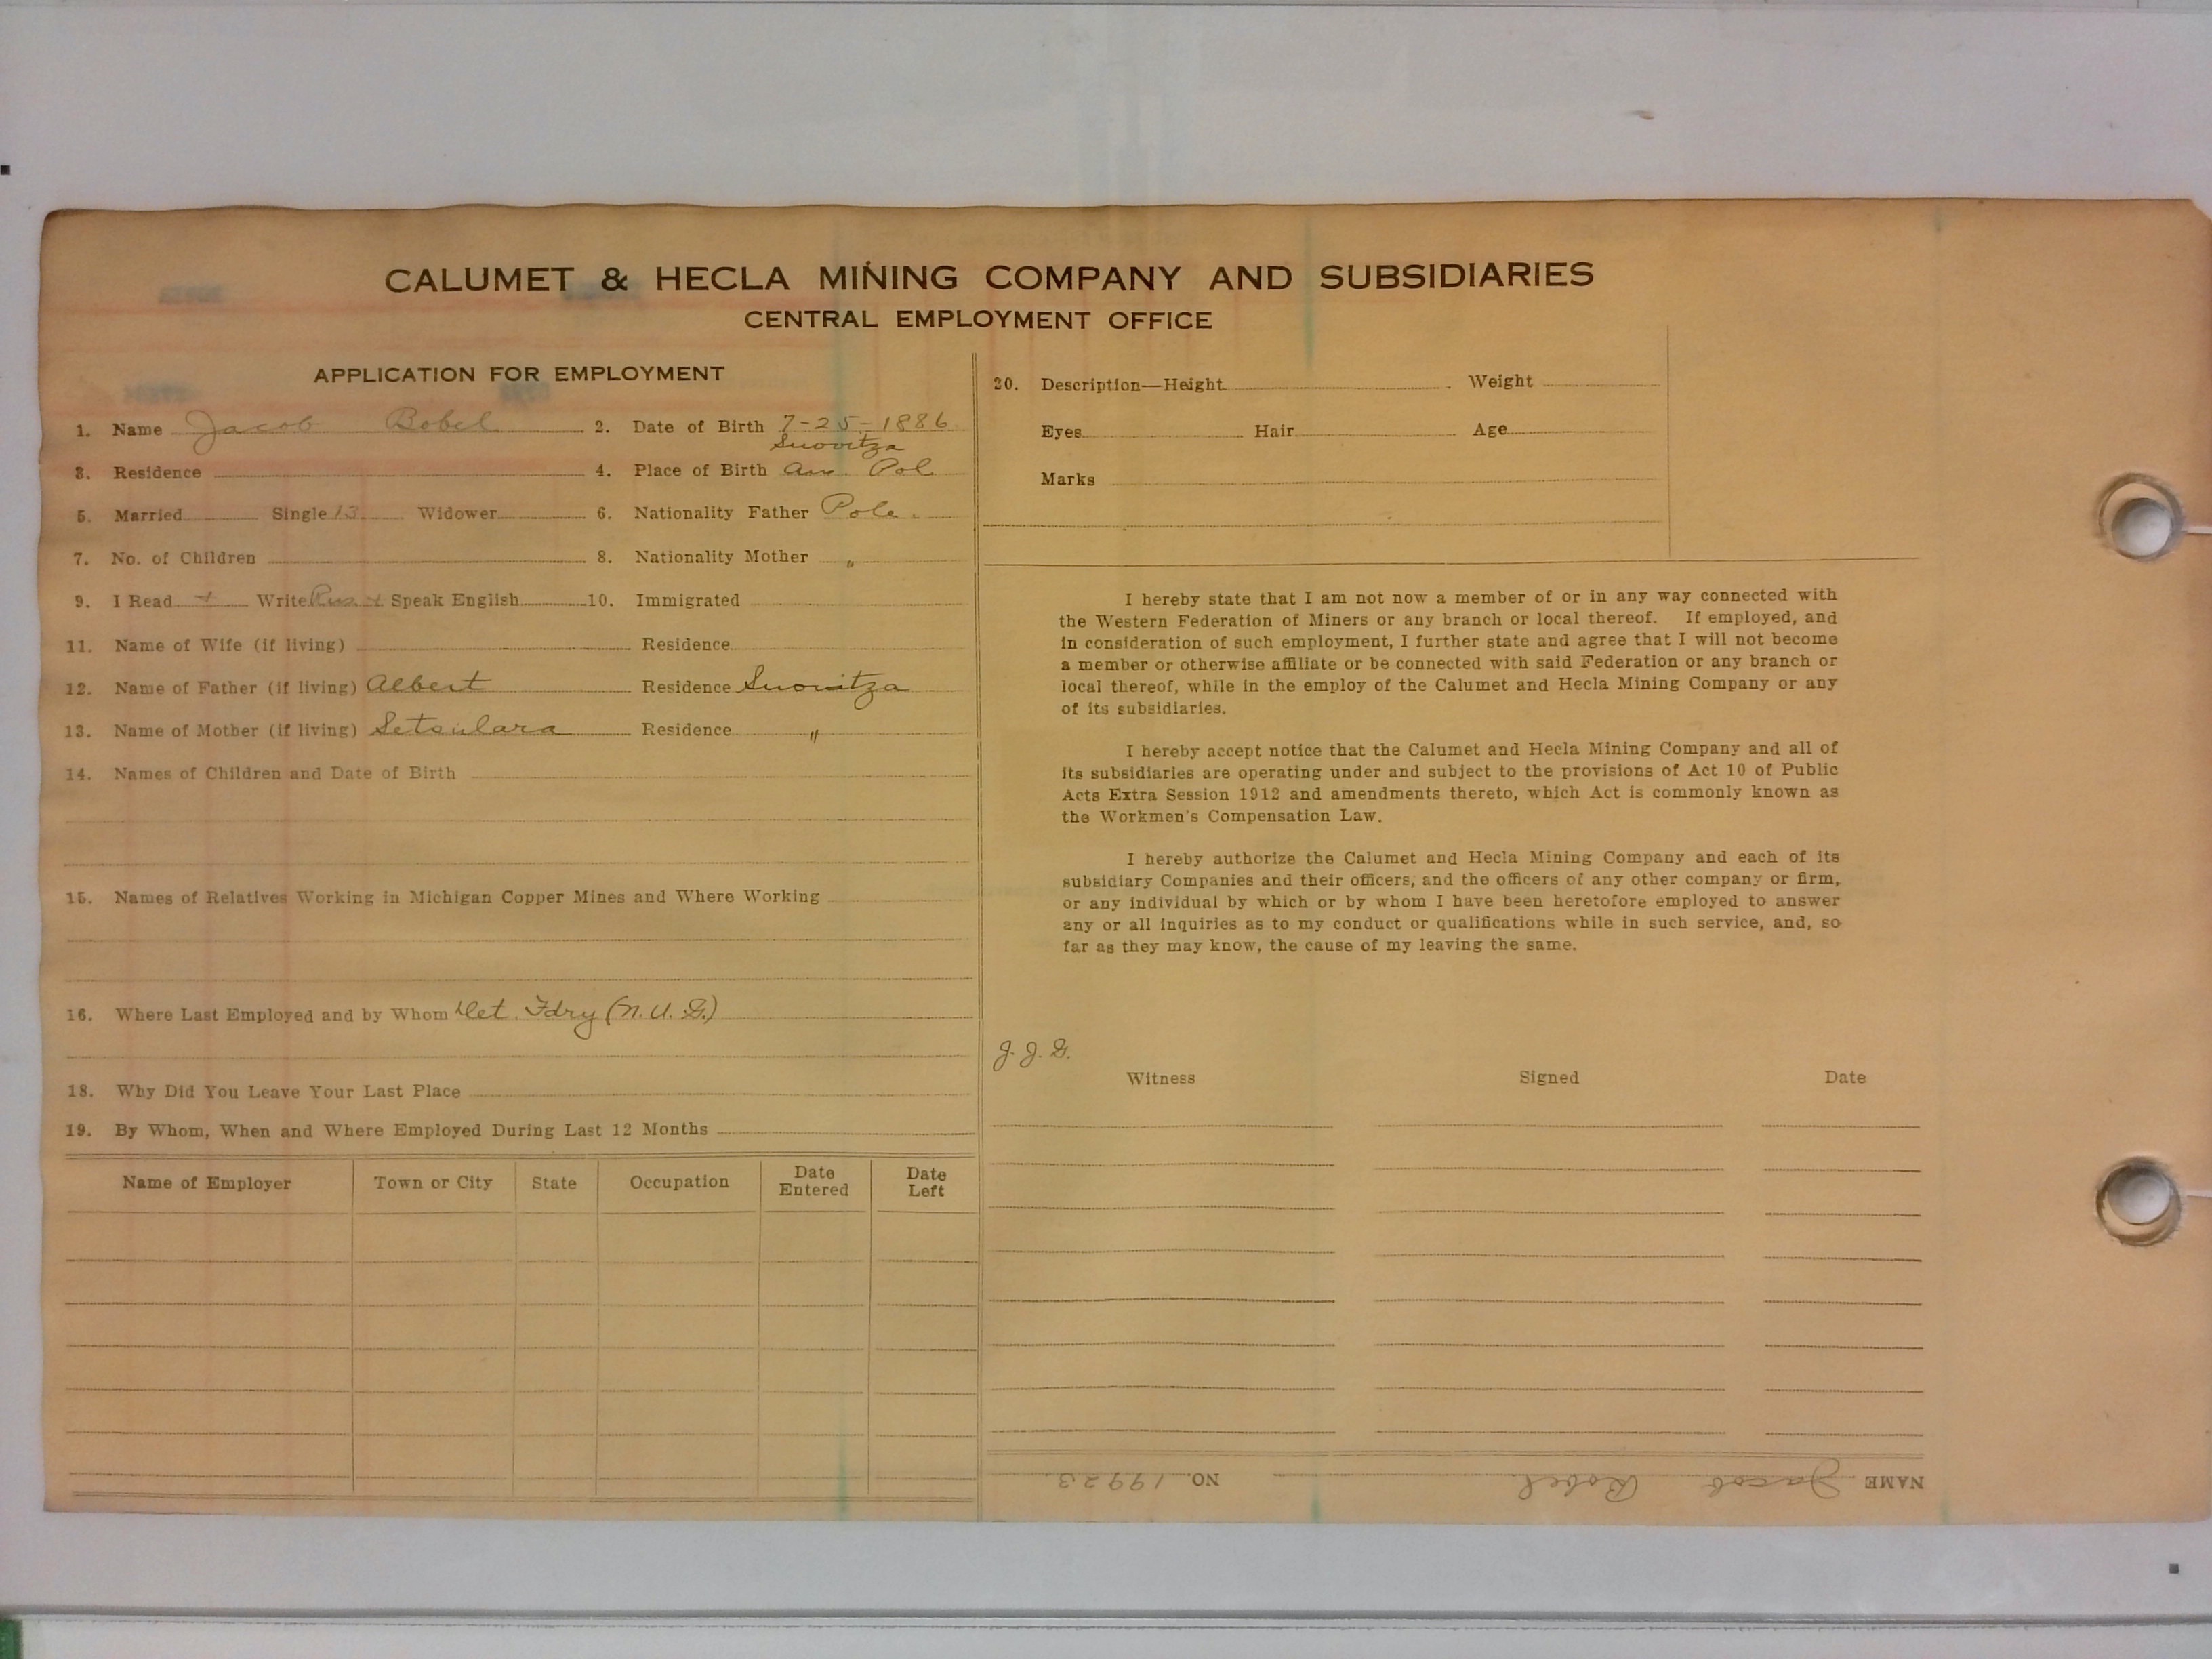 CALUMET & HECLA MINING COMPANY AND SUBSIDIARIES
CENTRAL EMPLOYMENT OFFICE
APPLICATION FOR EMPLOYMENT
1. Name Jacob Bobel 2. Date of Birth 7-25-1886
Snovitza
3. Residence 4. Place of Birth Aus. Pol
5. Married Single 13 Widower 6. Nationality Father Pole.
7. No. of Children 8. Nationality Mother "
9. I Read + Write Rus + Speak English 10. Immigrated
11. Name of Wife (if living) Residence
12. Name of Father (if living) Albert Residence Snovitza
13. Name of Mother (if living) Residence "
14. Names of Children and Date of Birth
15. Names of Relatives Working in Michigan Copper Mines and Where Working
16. Where Last Employed and by Whom Det. Fdry (N.U.G.)
18. Why Did You Leave Your Last Place
19. By Whom, When and Where Employed During Last 12 Months
Name of Employer Town or City State Occupation Date Entered Date Left
20. Description—Height Weight
Eyes Hair Age
Marks
I hereby state that I am not now a member of or in any way connected with
the Western Federation of Miners or any branch or local thereof. If employed, and
in consideration of such employment, I further state and agree that I will not become
a member or otherwise affiliate or be connected with said Federation or any branch or
local thereof, while in the employ of the Calumet and Hecla Mining Company or any
of its subsidiaries.
I hereby accept notice that the Calumet and Hecla Mining Company and all of
its subsidiaries are operating under and subject to the provisions of Act 10 of Public
Acts Extra Session 1912 and amendments thereto, which Act is commonly known as
the Workmen's Compensation Law.
I hereby authorize the Calumet and Hecla Mining Company and each of its
subsidiary Companies and their officers, and the officers of any other company or firm,
or any individual by which or by whom I have been heretofore employed to answer
any or all inquiries as to my conduct or qualifications while in such service, and, so
far as they may know, the cause of my leaving the same.
J. J. G.
Witness Signed Date
NAME Jacob Bobel NO. 19923